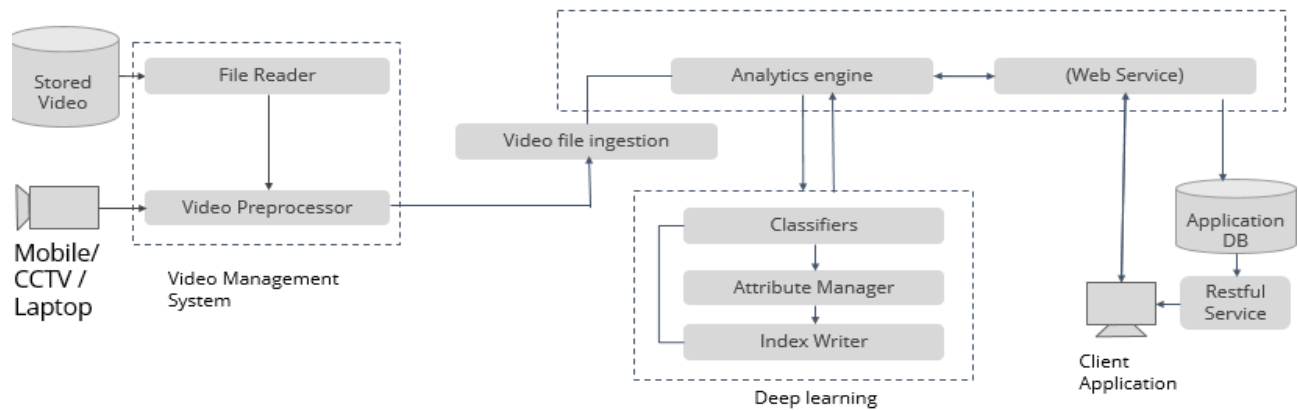 Stored
Video
File Reader
Video Preprocessor
Mobile/
CCTV /
Laptop
Video Management
System
Video file ingestion
Analytics engine
(Web Service)
Classifiers
Attribute Manager
Index Writer
Deep learning
Application
DB
Restful
Service
Client
Application